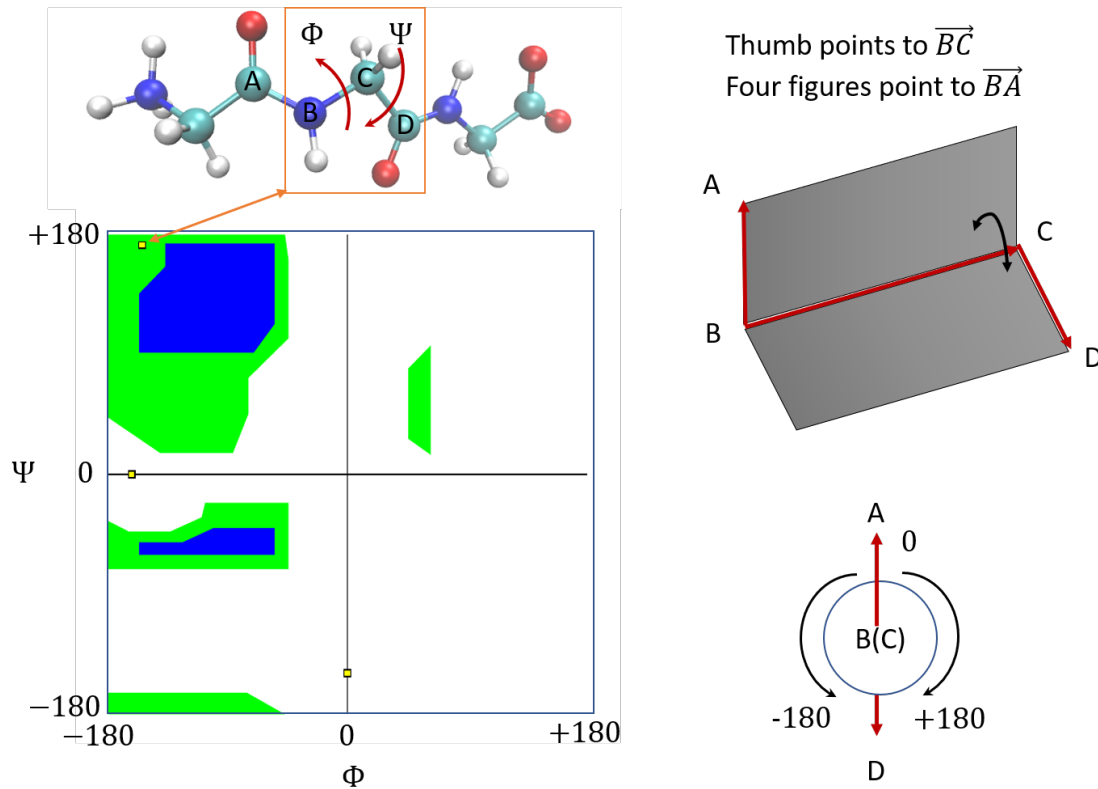 Φ
Ψ
A
B
C
D
+180
Ψ
0
−180
−180
0
+180
Φ
Thumb points to BC
Four figures point to BA
A
B
C
D
A
0
B(C)
-180
+180
D